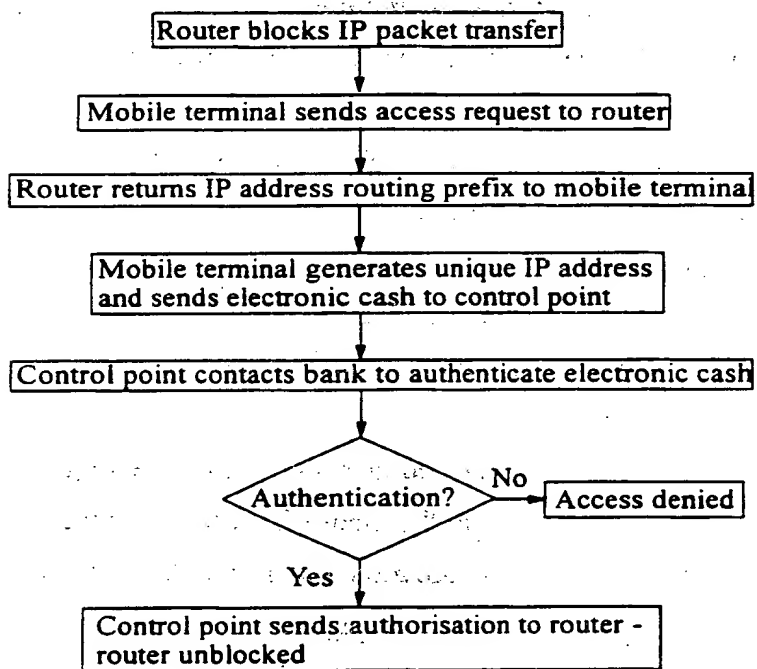 Router blocks IP packet transfer
Mobile terminal sends access request to router
Router returns IP address routing prefix to mobile terminal
Mobile terminal generates unique IP address
and sends electronic cash to control point
Control point contacts bank to authenticate electronic cash
Authentication?
No
Access denied
Yes
Control point sends authorisation to router -
router unblocked